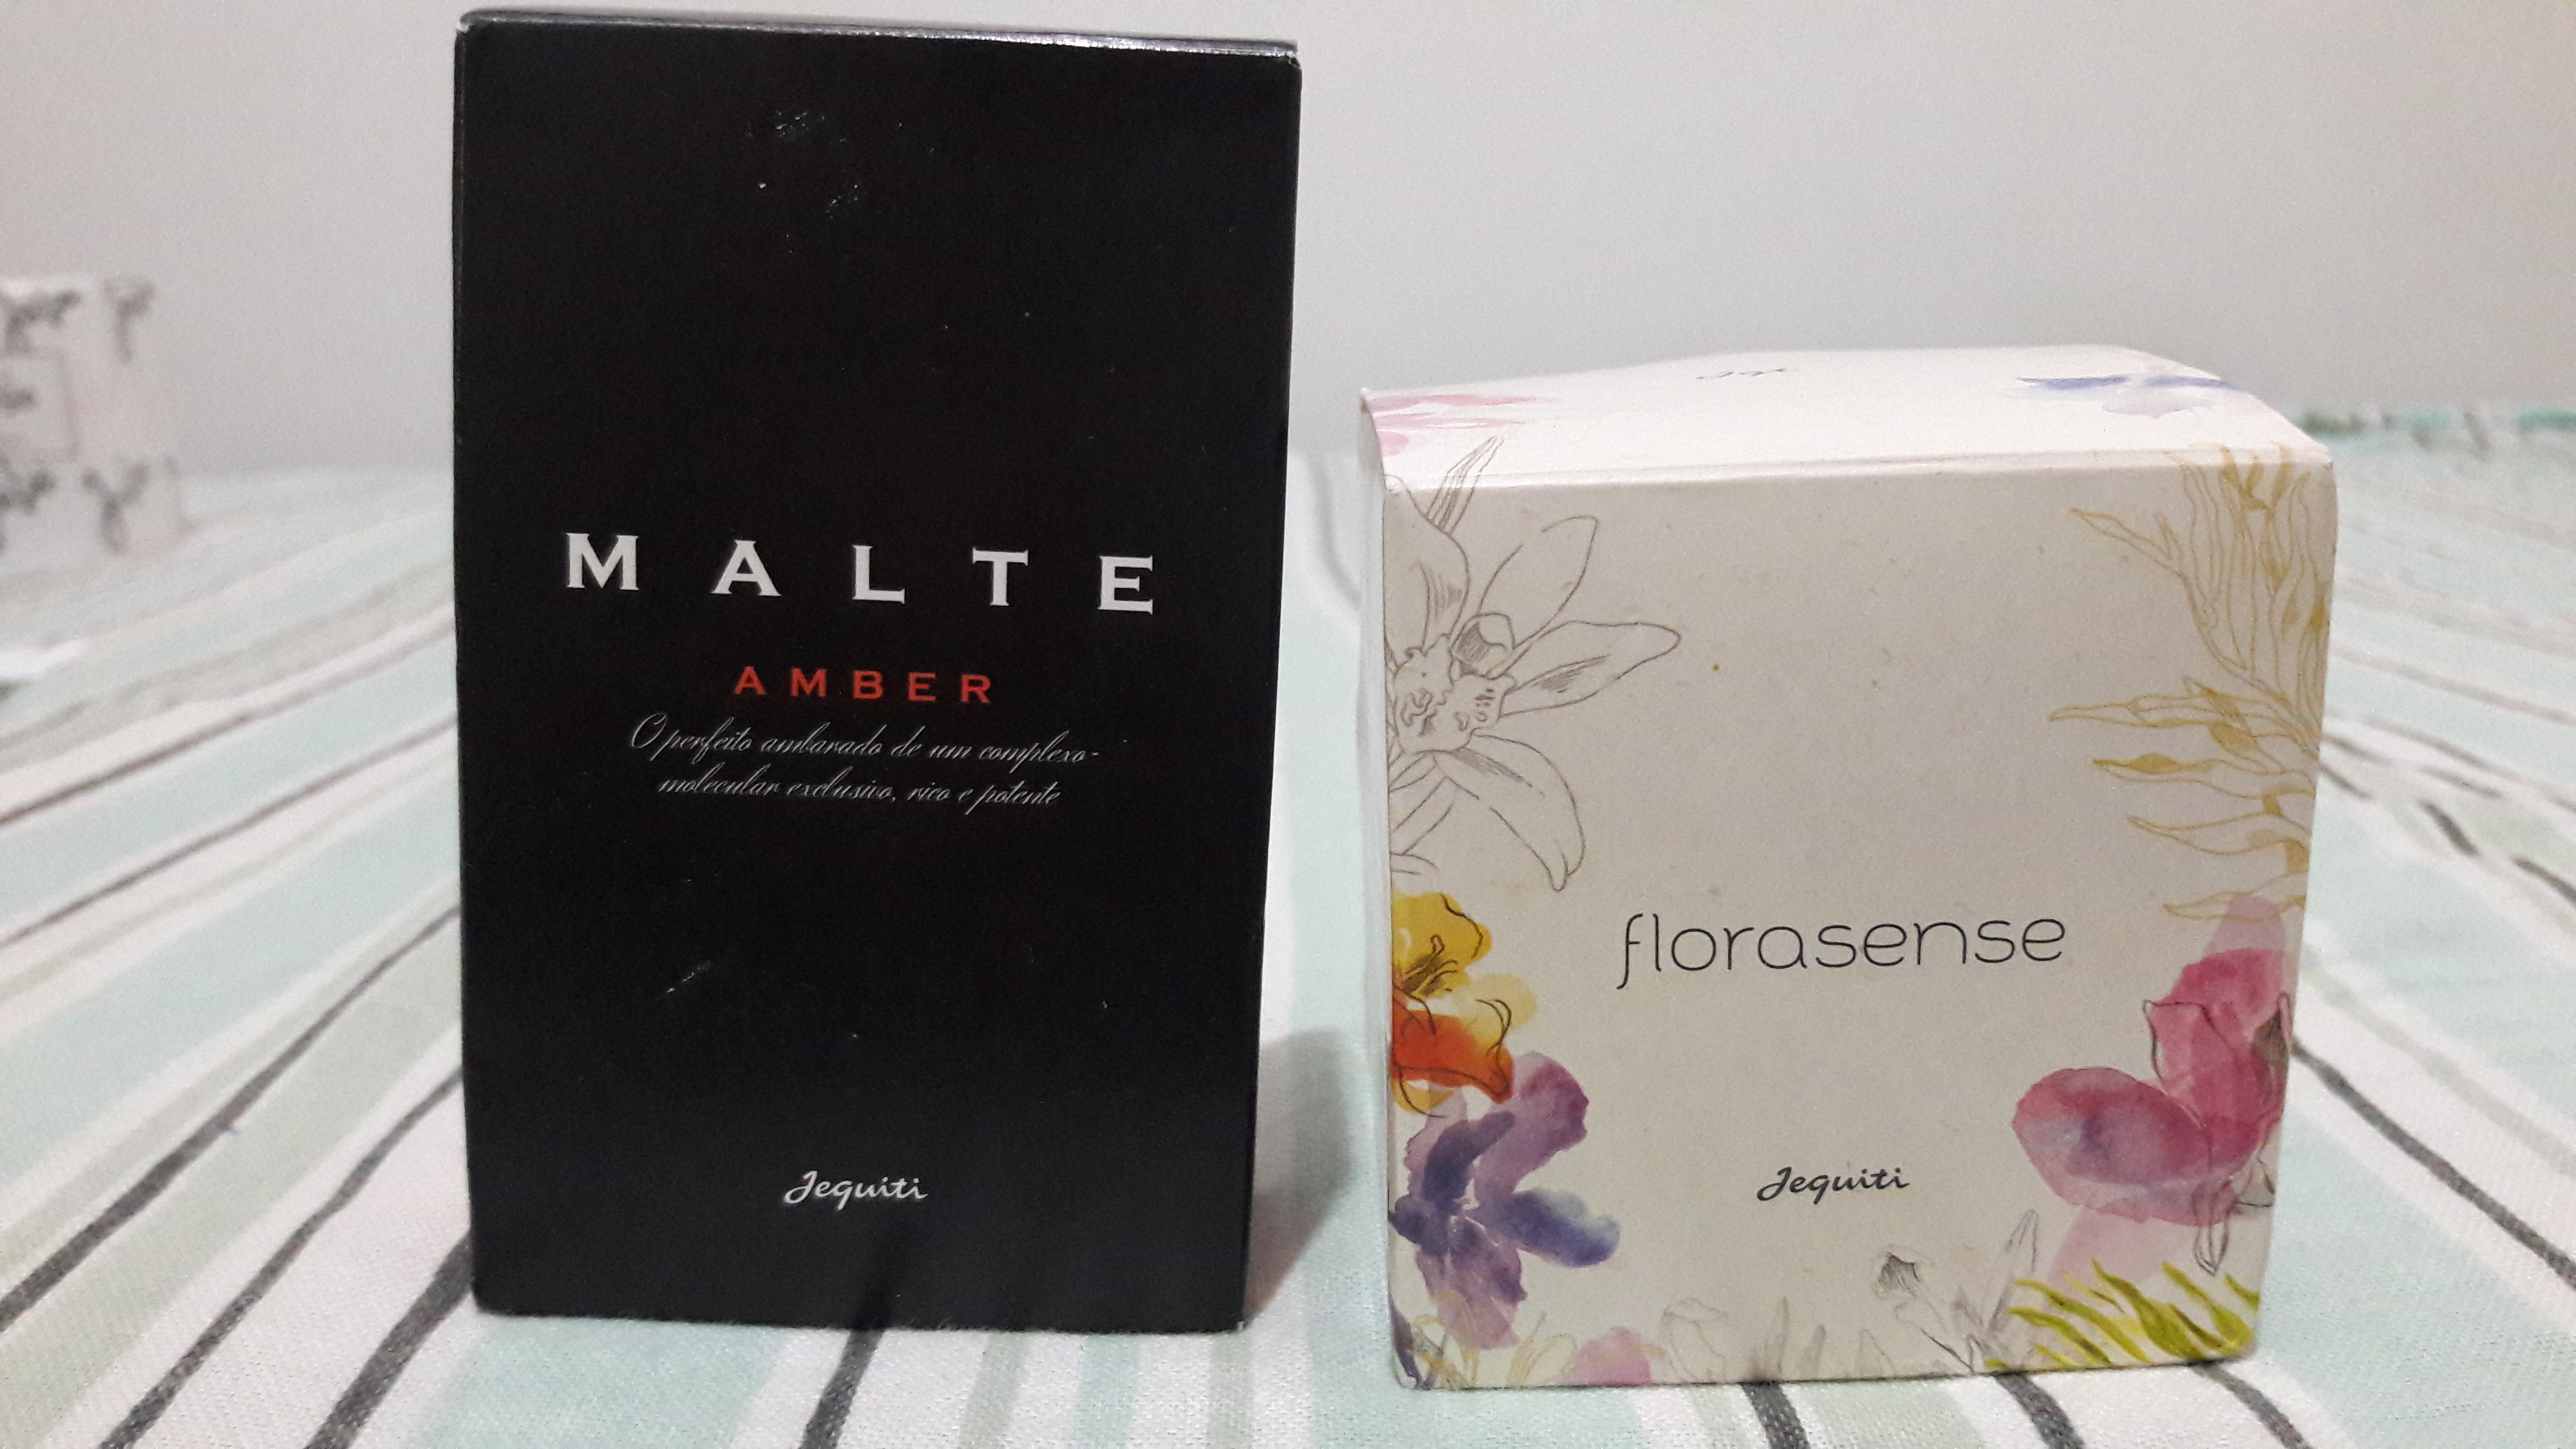 MALTE
AMBER
O perfeito ambarado de um complexo-
molecular exclusivo, rico e potente
Jequiti
florasense
Jequiti